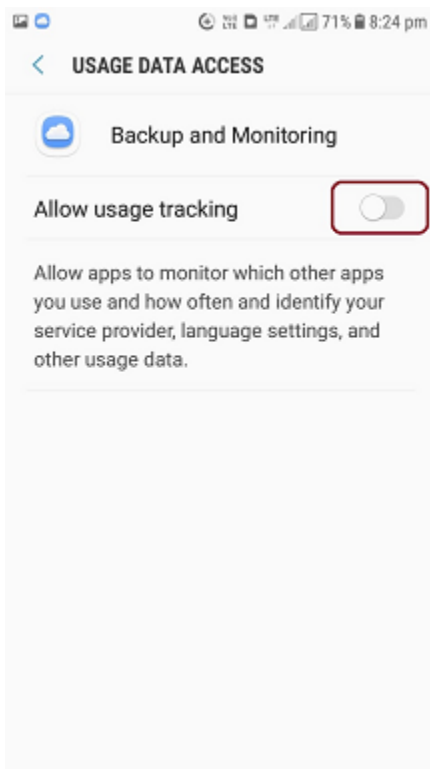 71% 8:24 pm
USAGE DATA ACCESS
Backup and Monitoring
Allow usage tracking
Allow apps to monitor which other apps
you use and how often and identify your
service provider, language settings, and
other usage data.